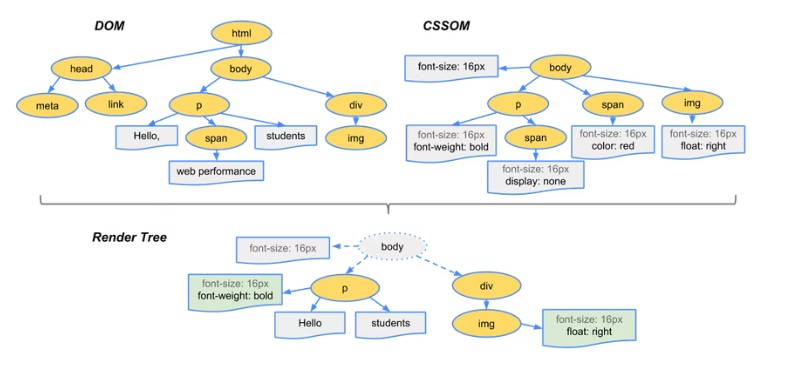 DOM
html
head
body
meta
link
p
div
Hello,
span
students
img
web performance
CSSOM
font-size: 16px
body
p
span
img
font-size: 16px
font-weight: bold
span
font-size: 16px
color: red
font-size: 16px
float: right
font-size: 16px
display: none
Render Tree
font-size: 16px
body
font-size: 16px
font-weight: bold
p
div
Hello
students
img
font-size: 16px
float: right